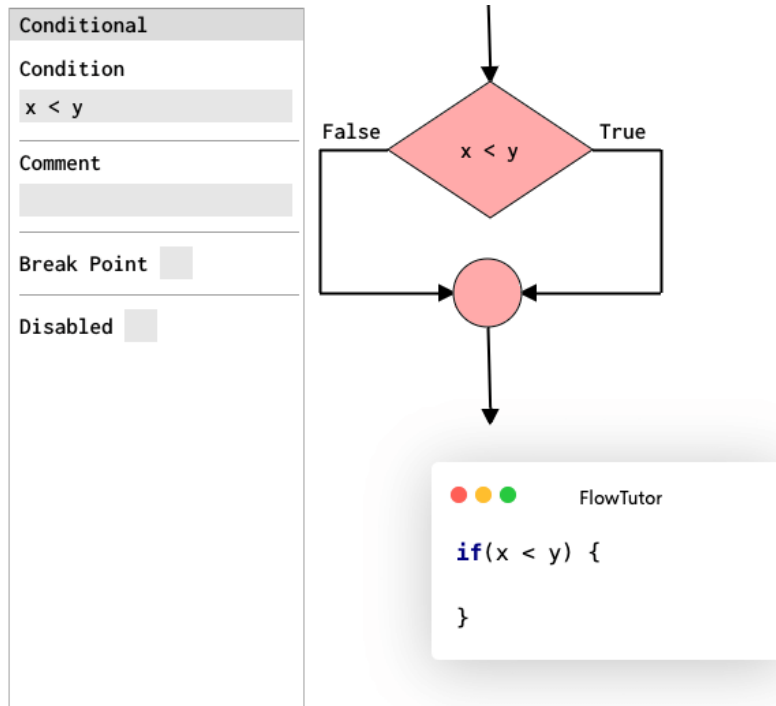 Conditional
Condition
x < y
Comment
Break Point
Disabled
False
True
x < y
FlowTutor
if(x < y) {
}